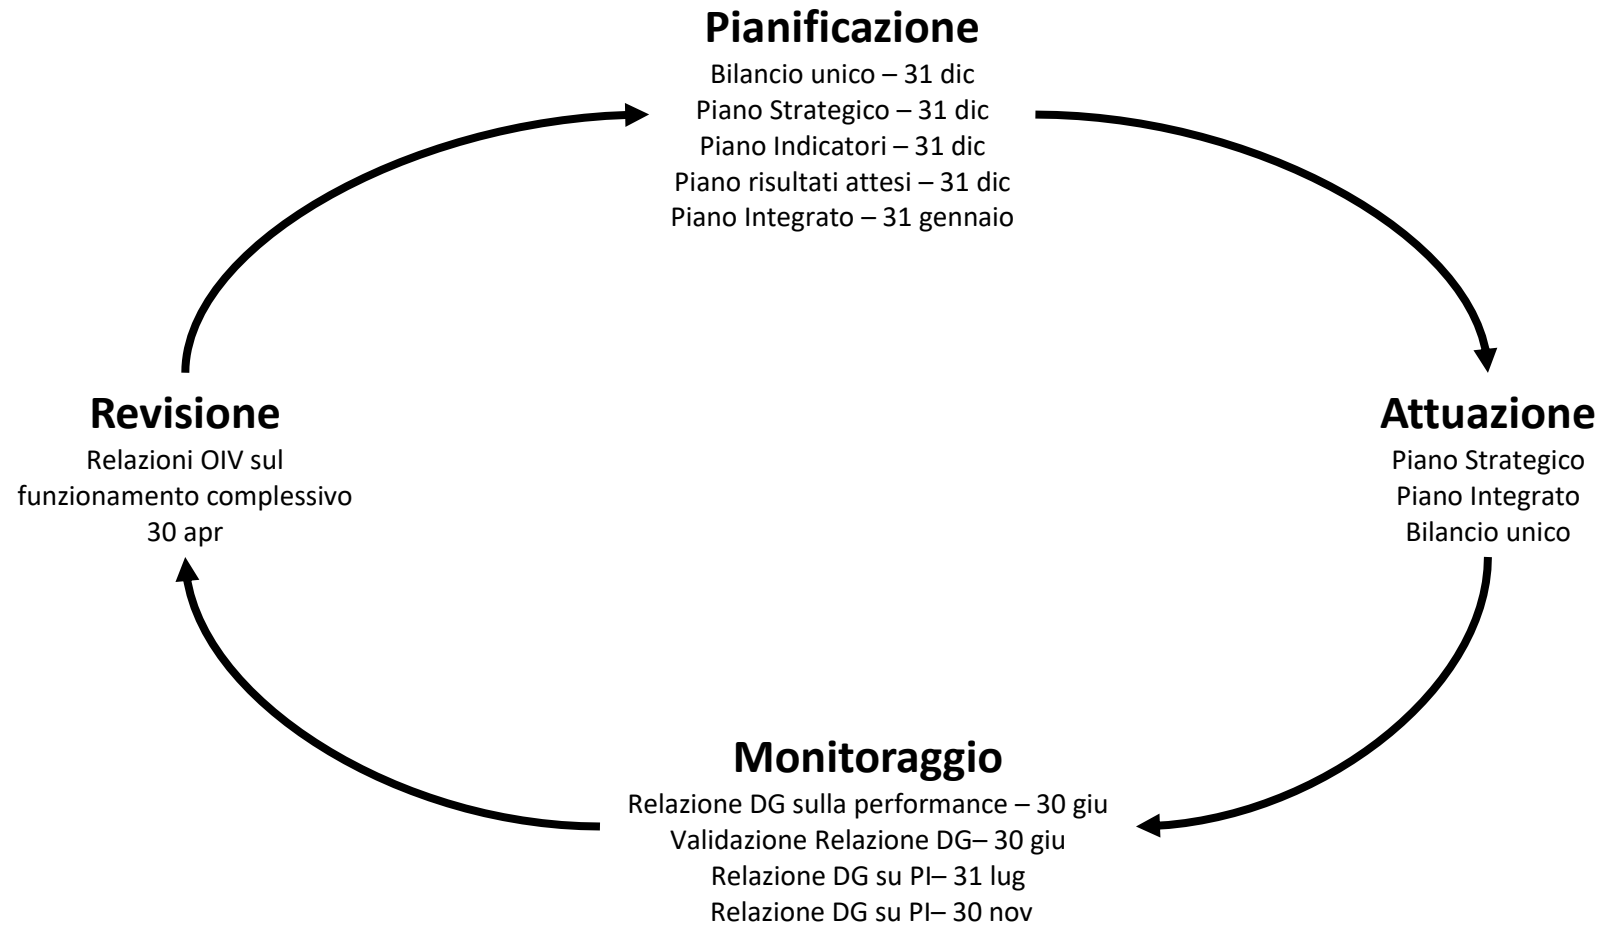 Pianificazione
Bilancio unico – 31 dic
Piano Strategico – 31 dic
Piano Indicatori – 31 dic
Piano risultati attesi – 31 dic
Piano Integrato – 31 gennaio
Attuazione
Piano Strategico
Piano Integrato
Bilancio unico
Monitoraggio
Relazione DG sulla performance – 30 giu
Validazione Relazione DG– 30 giu
Relazione DG su PI– 31 lug
Relazione DG su PI– 30 nov
Revisione
Relazioni OIV sul
funzionamento complessivo
30 apr